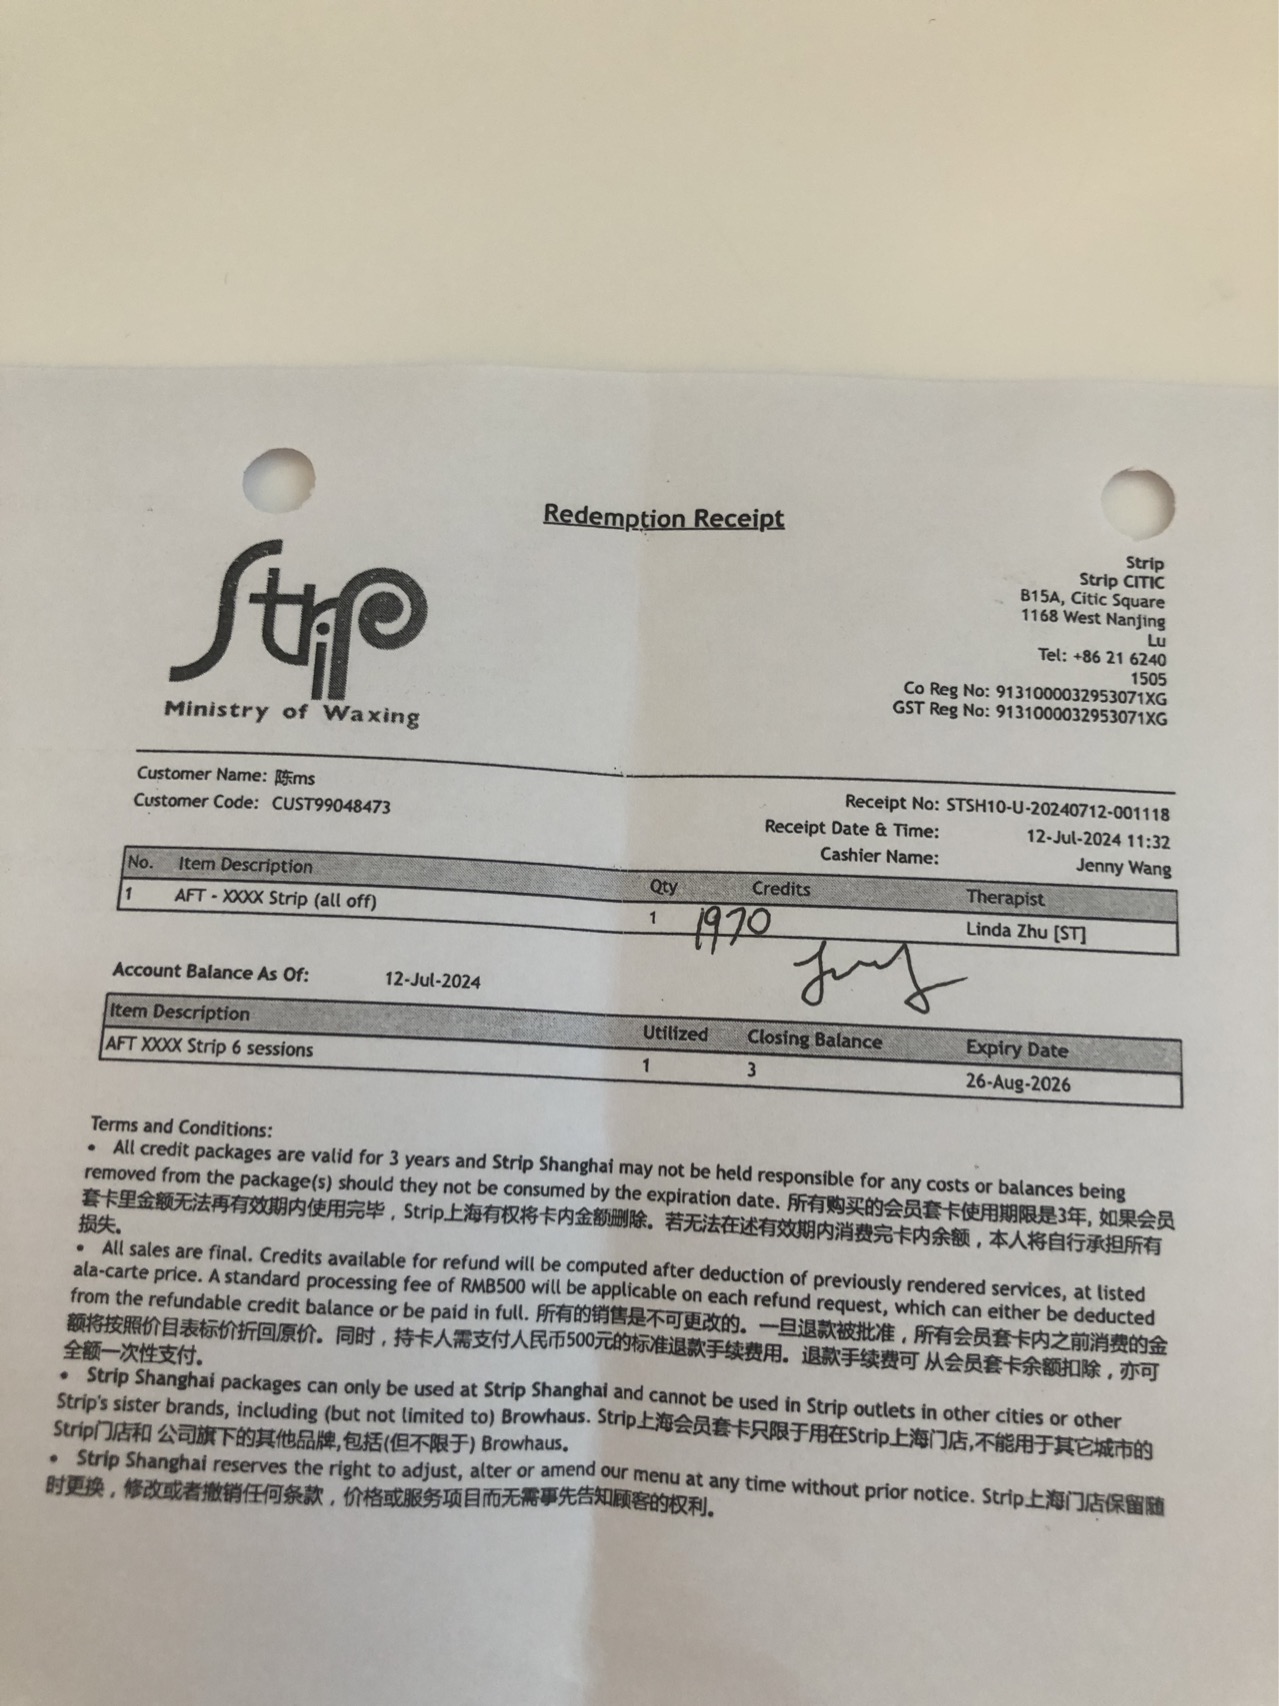 Redemption Receipt
Strip
Ministry of Waxing
Strip
Strip CITIC
B15A, Citic Square
1168 West Nanjing
Lu
Tel: +86 21 6240
1505
Co Reg No: 9131000032953071XG
GST Reg No: 9131000032953071XG
Customer Name: 陈ms
Customer Code: CUST99048473
Receipt No: STSH10-U-20240712-001118
Receipt Date & Time: 12-Jul-2024 11:32
Cashier Name: Jenny Wang
No. Item Description Qty Credits Therapist
1 AFT - XXXX Strip (all off) 1 1970 Linda Zhu [ST]
Account Balance As Of: 12-Jul-2024
Item Description Utilized Closing Balance Expiry Date
AFT XXXX Strip 6 sessions 1 3 26-Aug-2026
Terms and Conditions:
• All credit packages are valid for 3 years and Strip Shanghai may not be held responsible for any costs or balances being
removed from the package(s) should they not be consumed by the expiration date. 所有购买的会员套卡使用期限是3年, 如果会员
套卡里金额无法再有效期内使用完毕，Strip上海有权将卡内金额删除。若无法在述有效期内消费完卡内余额，本人将自行承担所有
损失。
• All sales are final. Credits available for refund will be computed after deduction of previously rendered services, at listed
ala-carte price. A standard processing fee of RMB500 will be applicable on each refund request, which can either be deducted
from the refundable credit balance or be paid in full. 所有的销售是不可更改的。一旦退款被批准，所有会员套卡内之前消费的金
额将按照价目表标价折回原价。同时，持卡人需支付人民币500元的标准退款手续费用。退款手续费可 从会员套卡余额扣除，亦可
全额一次性支付。
• Strip Shanghai packages can only be used at Strip Shanghai and cannot be used in Strip outlets in other cities or other
Strip's sister brands, including (but not limited to) Browhaus. Strip上海会员套卡只限于用在Strip上海门店,不能用于其它城市的
Strip门店和 公司旗下的其他品牌,包括(但不限于) Browhaus。
• Strip Shanghai reserves the right to adjust, alter or amend our menu at any time without prior notice. Strip上海门店保留随
时更换，修改或者撤销任何条款，价格或服务项目而无需事先告知顾客的权利。